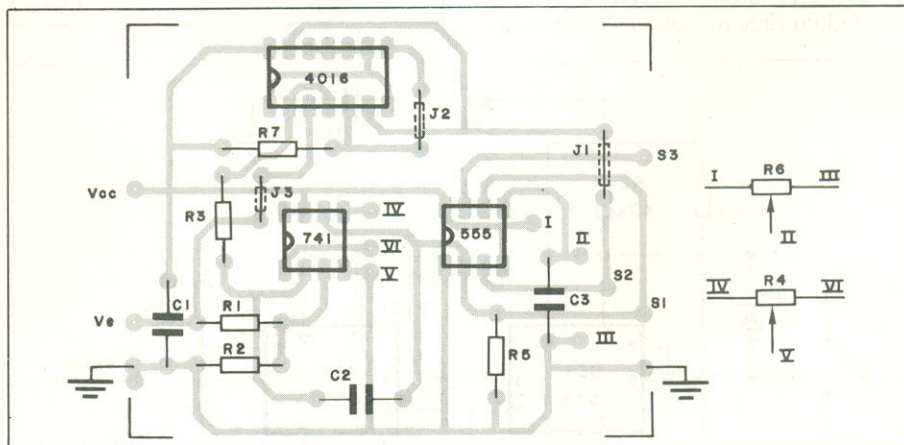 4016
J2
R7
J1
S3
Vcc
J3
R3
IV
741
VI
V
555
I
II
I
R6
III
II
S2
S1
IV
R4
VI
V
C1
Ve
R1
R2
C3
III
R5
C2